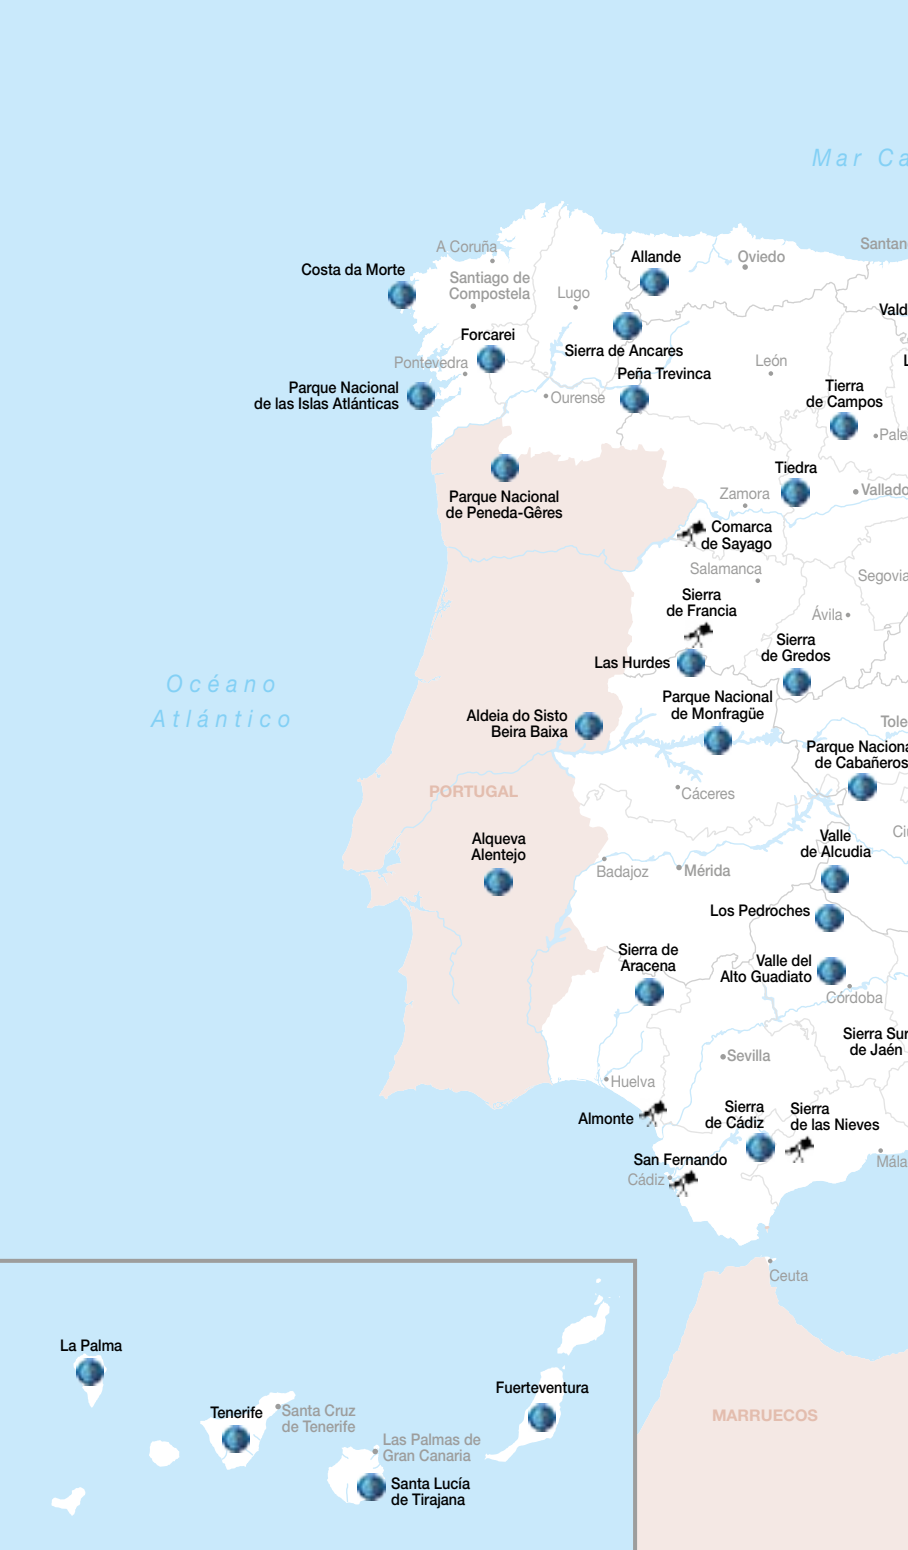 Mar Ca
A Coruña
Santan
Costa da Morte
Allande
Oviedo
Santiago de
Compostela
Lugo
Vald
Forcarei
Sierra de Ancares
Pontevedra
León
L
Peña Trevinca
Parque Nacional
de las Islas Atlánticas
Ourense
Tierra
de Campos
Pale
Tiedra
Parque Nacional
de Peneda-Gêres
Zamora
Vallado
Comarca
de Sayago
Salamanca
Segovia
Sierra
de Francia
Ávila
Sierra
de Gredos
Las Hurdes
Océano
Atlántico
Parque Nacional
de Monfragüe
Aldeia do Sisto
Beira Baixa
Tole
Parque Naciona
de Cabañeros
PORTUGAL
Cáceres
Alqueva
Alentejo
Valle
de Alcudia
Ciu
Badajoz
Mérida
Los Pedroches
Sierra de
Aracena
Valle del
Alto Guadiato
Córdoba
Sierra Sur
de Jaén
Sevilla
Huelva
Almonte
Sierra
de Cádiz
Sierra
de las Nieves
San Fernando
Cádiz
Mála
Ceuta
La Palma
Fuerteventura
Tenerife
Santa Cruz
de Tenerife
MARRUECOS
Las Palmas de
Gran Canaria
Santa Lucía
de Tirajana